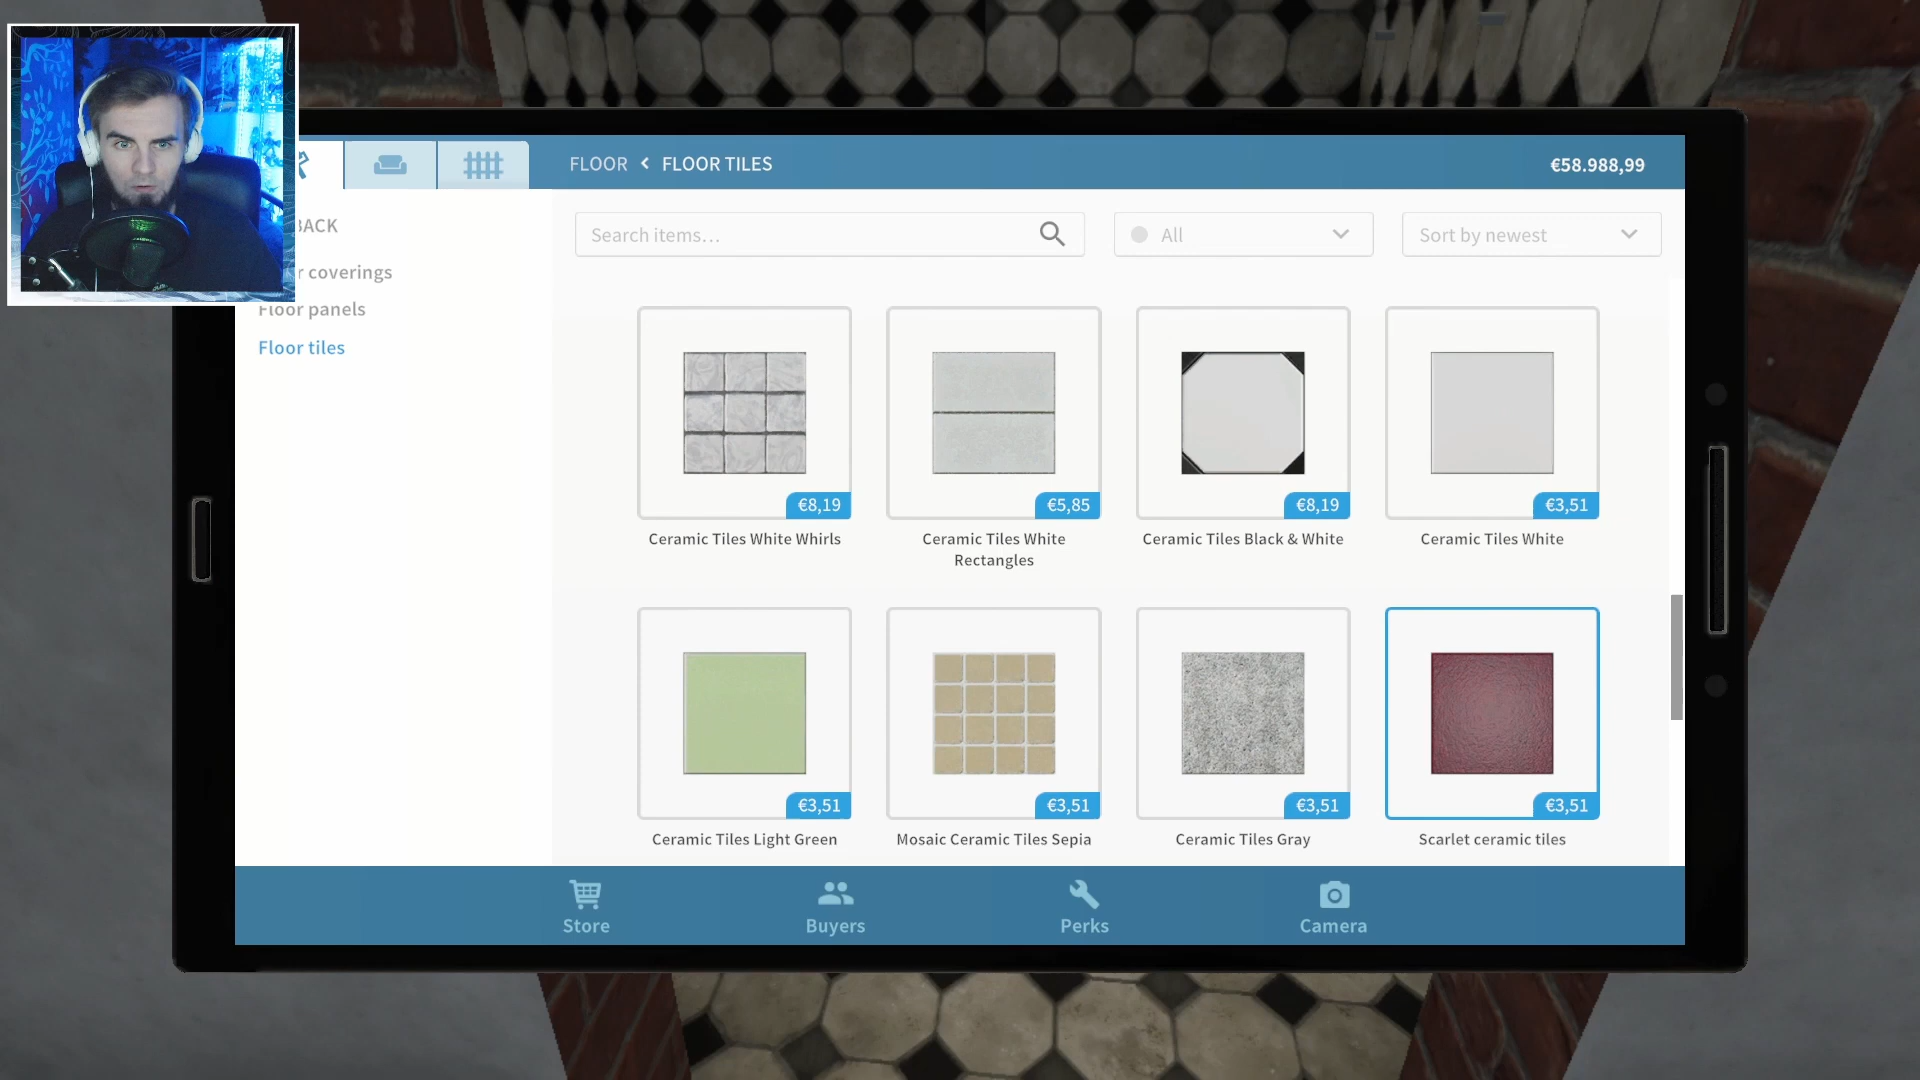 FLOOR < FLOOR TILES
€58.988,99
BACK
r coverings
Floor panels
Floor tiles
Search items...
All
Sort by newest
€8,19
€5,85
€8,19
€3,51
Ceramic Tiles White Whirls
Ceramic Tiles White
Rectangles
Ceramic Tiles Black & White
Ceramic Tiles White
€3,51
€3,51
€3,51
€3,51
Ceramic Tiles Light Green
Mosaic Ceramic Tiles Sepia
Ceramic Tiles Gray
Scarlet ceramic tiles
Store
Buyers
Perks
Camera